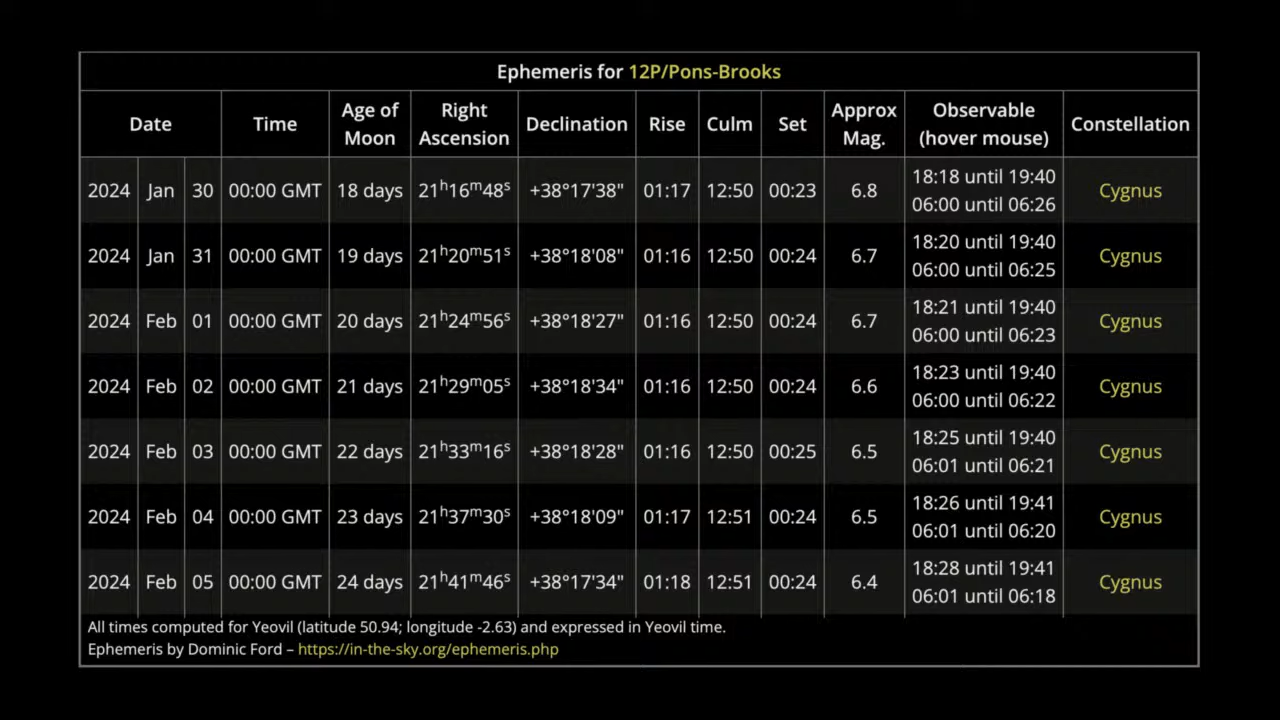 Ephemeris for 12P/Pons-Brooks
Date Time Age of Moon Right Ascension Declination Rise Culm Set Approx Mag. Observable (hover mouse) Constellation
2024 Jan 30 00:00 GMT 18 days 21ʰ16ᵐ48ˢ +38°17'38" 01:17 12:50 00:23 6.8 18:18 until 19:40 06:00 until 06:26 Cygnus
2024 Jan 31 00:00 GMT 19 days 21ʰ20ᵐ51ˢ +38°18'08" 01:16 12:50 00:24 6.7 18:20 until 19:40 06:00 until 06:25 Cygnus
2024 Feb 01 00:00 GMT 20 days 21ʰ24ᵐ56ˢ +38°18'27" 01:16 12:50 00:24 6.7 18:21 until 19:40 06:00 until 06:23 Cygnus
2024 Feb 02 00:00 GMT 21 days 21ʰ29ᵐ05ˢ +38°18'34" 01:16 12:50 00:24 6.6 18:23 until 19:40 06:00 until 06:22 Cygnus
2024 Feb 03 00:00 GMT 22 days 21ʰ33ᵐ16ˢ +38°18'28" 01:16 12:50 00:25 6.5 18:25 until 19:40 06:01 until 06:21 Cygnus
2024 Feb 04 00:00 GMT 23 days 21ʰ37ᵐ30ˢ +38°18'09" 01:17 12:51 00:24 6.5 18:26 until 19:41 06:01 until 06:20 Cygnus
2024 Feb 05 00:00 GMT 24 days 21ʰ41ᵐ46ˢ +38°17'34" 01:18 12:51 00:24 6.4 18:28 until 19:41 06:01 until 06:18 Cygnus
All times computed for Yeovil (latitude 50.94; longitude -2.63) and expressed in Yeovil time.
Ephemeris by Dominic Ford – https://in-the-sky.org/ephemeris.php